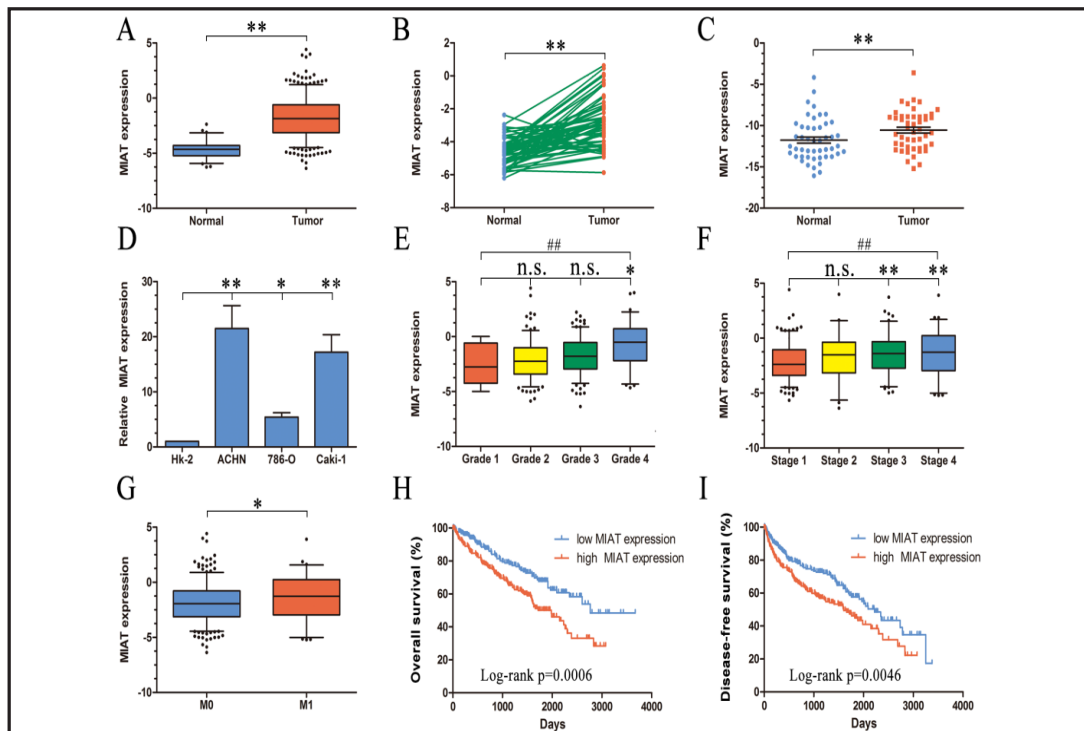 A
**
MIAT expression
5
0
-5
-10
Normal Tumor
B
**
MIAT expression
2
0
-2
-4
-6
-8
Normal Tumor
C
**
MIAT expression
0
-5
-10
-15
-20
Normal Tumor
D
** * **
Relative MIAT expression
30
20
10
0
Hk-2 ACHN 786-O Caki-1
E
##
n.s. n.s. *
MIAT expression
5
0
-5
-10
Grade 1 Grade 2 Grade 3 Grade 4
F
##
n.s. ** **
MIAT expression
5
0
-5
-10
Stage 1 Stage 2 Stage 3 Stage 4
G
*
MIAT expression
5
0
-5
-10
M0 M1
H
Overall survival (%)
100
80
60
40
20
0
low MIAT expression
high MIAT expression
Log-rank p=0.0006
0 1000 2000 3000 4000
Days
I
Disease-free survival (%)
100
80
60
40
20
0
low MIAT expression
high MIAT expression
Log-rank p=0.0046
0 1000 2000 3000 4000
Days